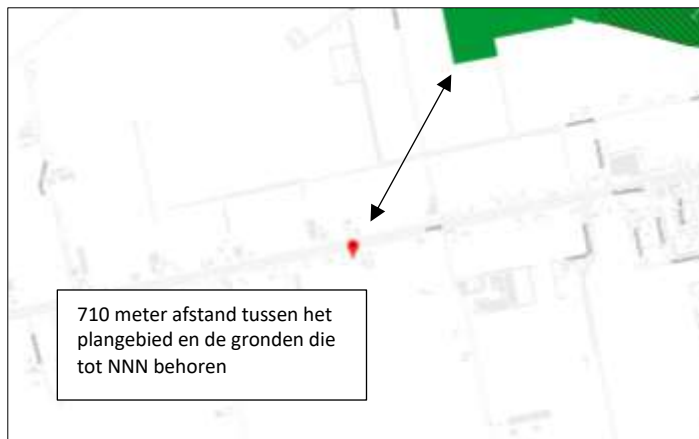 710 meter afstand tussen het
plangebied en de gronden die
tot NNN behoren